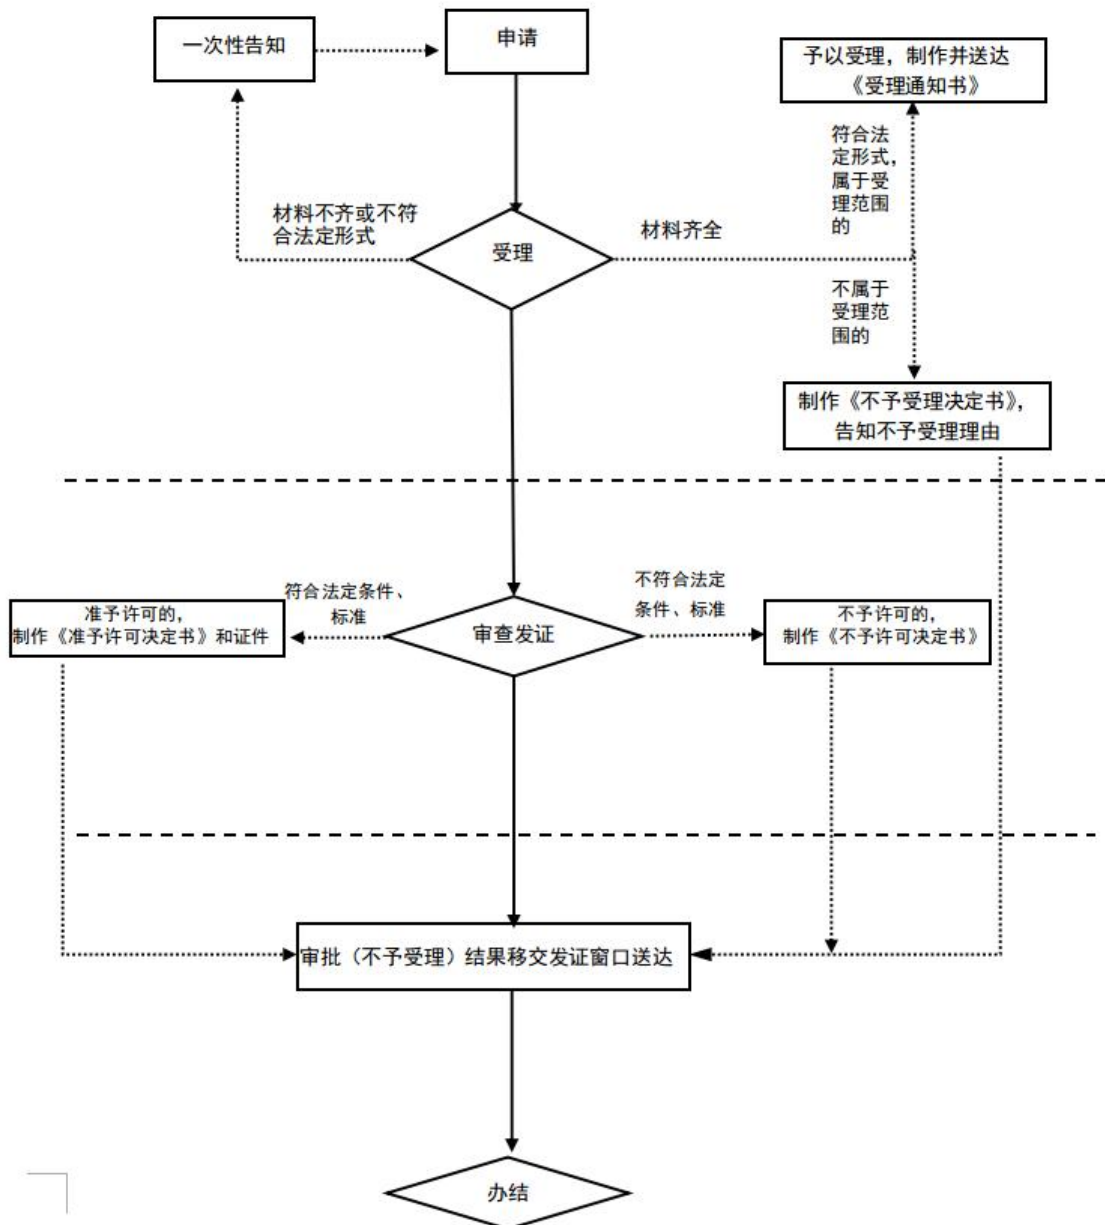 一次性告知
申请
予以受理，制作并送达
《受理通知书》
符合法
定形式，
属于受
理范围
的
材料不齐或不符
合法定形式
受理
材料齐全
不属于
受理范
围的
制作《不予受理决定书》，
告知不予受理理由
符合法定条件、
标准
不符合法定
条件、标准
准予许可的，
制作《准予许可决定书》和证件
审查发证
不予许可的，
制作《不予许可决定书》
审批（不予受理）结果移交发证窗口送达
办结